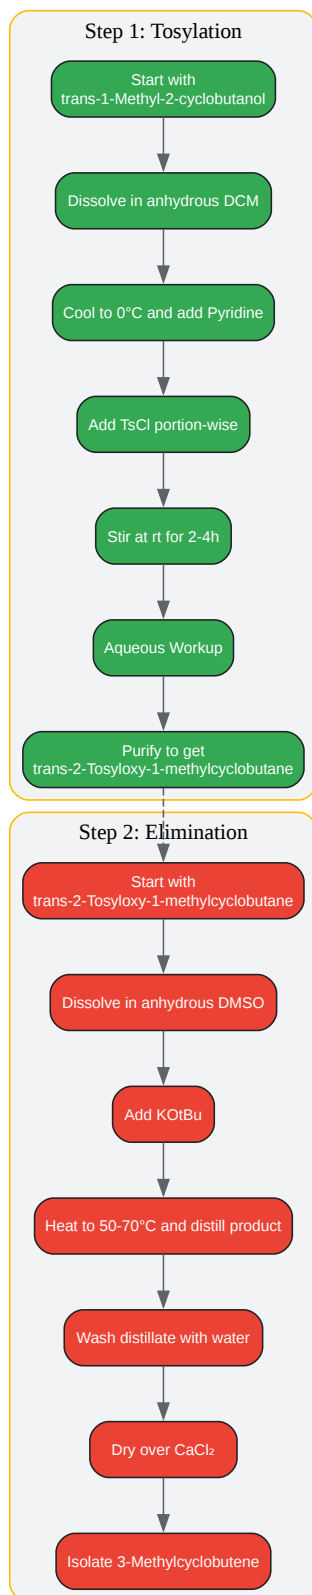 Step 1: Tosylation
Start with
trans-1-Methyl-2-cyclobutanol
Dissolve in anhydrous DCM
Cool to 0°C and add Pyridine
Add TsCl portion-wise
Stir at rt for 2-4h
Aqueous Workup
Purify to get
trans-2-Tosyloxy-1-methylcyclobutane
Step 2: Elimination
Start with
trans-2-Tosyloxy-1-methylcyclobutane
Dissolve in anhydrous DMSO
Add KOtBu
Heat to 50-70°C and distill product
Wash distillate with water
Dry over CaCl₂
Isolate 3-Methylcyclobutene